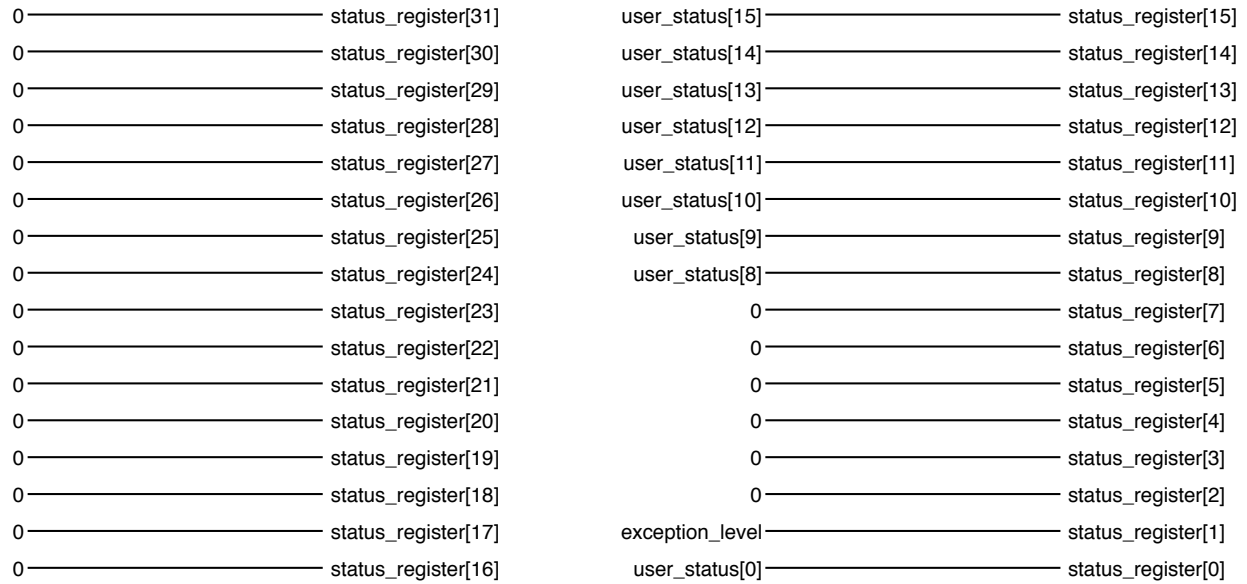 0 status_register[31]
0 status_register[30]
0 status_register[29]
0 status_register[28]
0 status_register[27]
0 status_register[26]
0 status_register[25]
0 status_register[24]
0 status_register[23]
0 status_register[22]
0 status_register[21]
0 status_register[20]
0 status_register[19]
0 status_register[18]
0 status_register[17]
0 status_register[16]
user_status[15] status_register[15]
user_status[14] status_register[14]
user_status[13] status_register[13]
user_status[12] status_register[12]
user_status[11] status_register[11]
user_status[10] status_register[10]
user_status[9] status_register[9]
user_status[8] status_register[8]
0 status_register[7]
0 status_register[6]
0 status_register[5]
0 status_register[4]
0 status_register[3]
0 status_register[2]
exception_level status_register[1]
user_status[0] status_register[0]